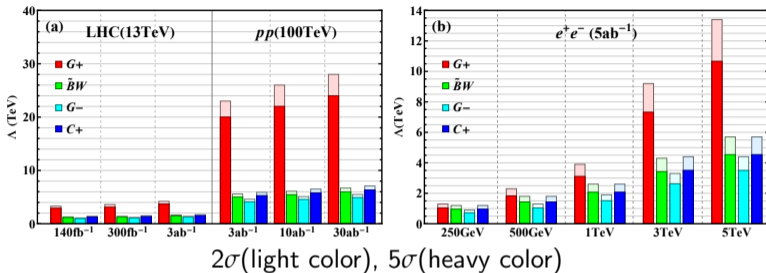 (a) LHC(13TeV) pp(100TeV)
Λ (TeV)
40
30
20
10
0
G+
B̃W
G−
C+
140fb⁻¹ 300fb⁻¹ 3ab⁻¹ 3ab⁻¹ 10ab⁻¹ 30ab⁻¹
(b) e⁺e⁻ (5ab⁻¹)
Λ(TeV)
14
12
10
8
6
4
2
0
G+
B̃W
G−
C+
250GeV 500GeV 1TeV 3TeV 5TeV
2σ(light color), 5σ(heavy color)